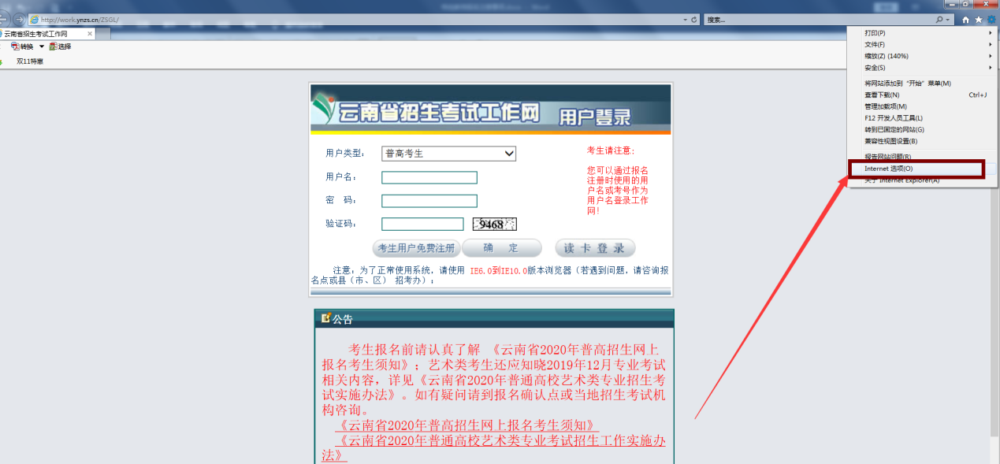 http://work.ynzs.cn/ZSGL/
搜索...
云南省招生考试工作网
转换
选择
双11特惠
打印(P)
文件(F)
缩放(Z) (140%)
安全(S)
将网站添加到“开始”菜单(M)
查看下载(N) Ctrl+J
管理加载项(M)
F12 开发人员工具(L)
转到已固定的网站(G)
兼容性视图设置(B)
报告网站问题(R)
Internet 选项(O)
关于 Internet Explorer(A)
云南省招生考试工作网 用户登录
用户类型: 普高考生
用户名:
密 码:
验证码: 9468
考生请注意:
您可以通过报名
注册时使用的用
户名或考号作为
用户名登录工作
网!
考生用户免费注册 确 定 读 卡 登 录
注意：为了正常使用系统，请使用 IE6.0到IE10.0版本浏览器（若遇到问题，请咨询报
名点或县（市、区） 招考办）；
公告
考生报名前请认真了解 《云南省2020年普高招生网上
报名考生须知》；艺术类考生还应知晓2019年12月专业考试
相关内容，详见《云南省2020年普通高校艺术类专业招生考
试实施办法》。如有疑问请到报名确认点或当地招生考试机
构咨询。
《云南省2020年普高招生网上报名考生须知》
《云南省2020年普通高校艺术类专业考试招生工作实施办
法》